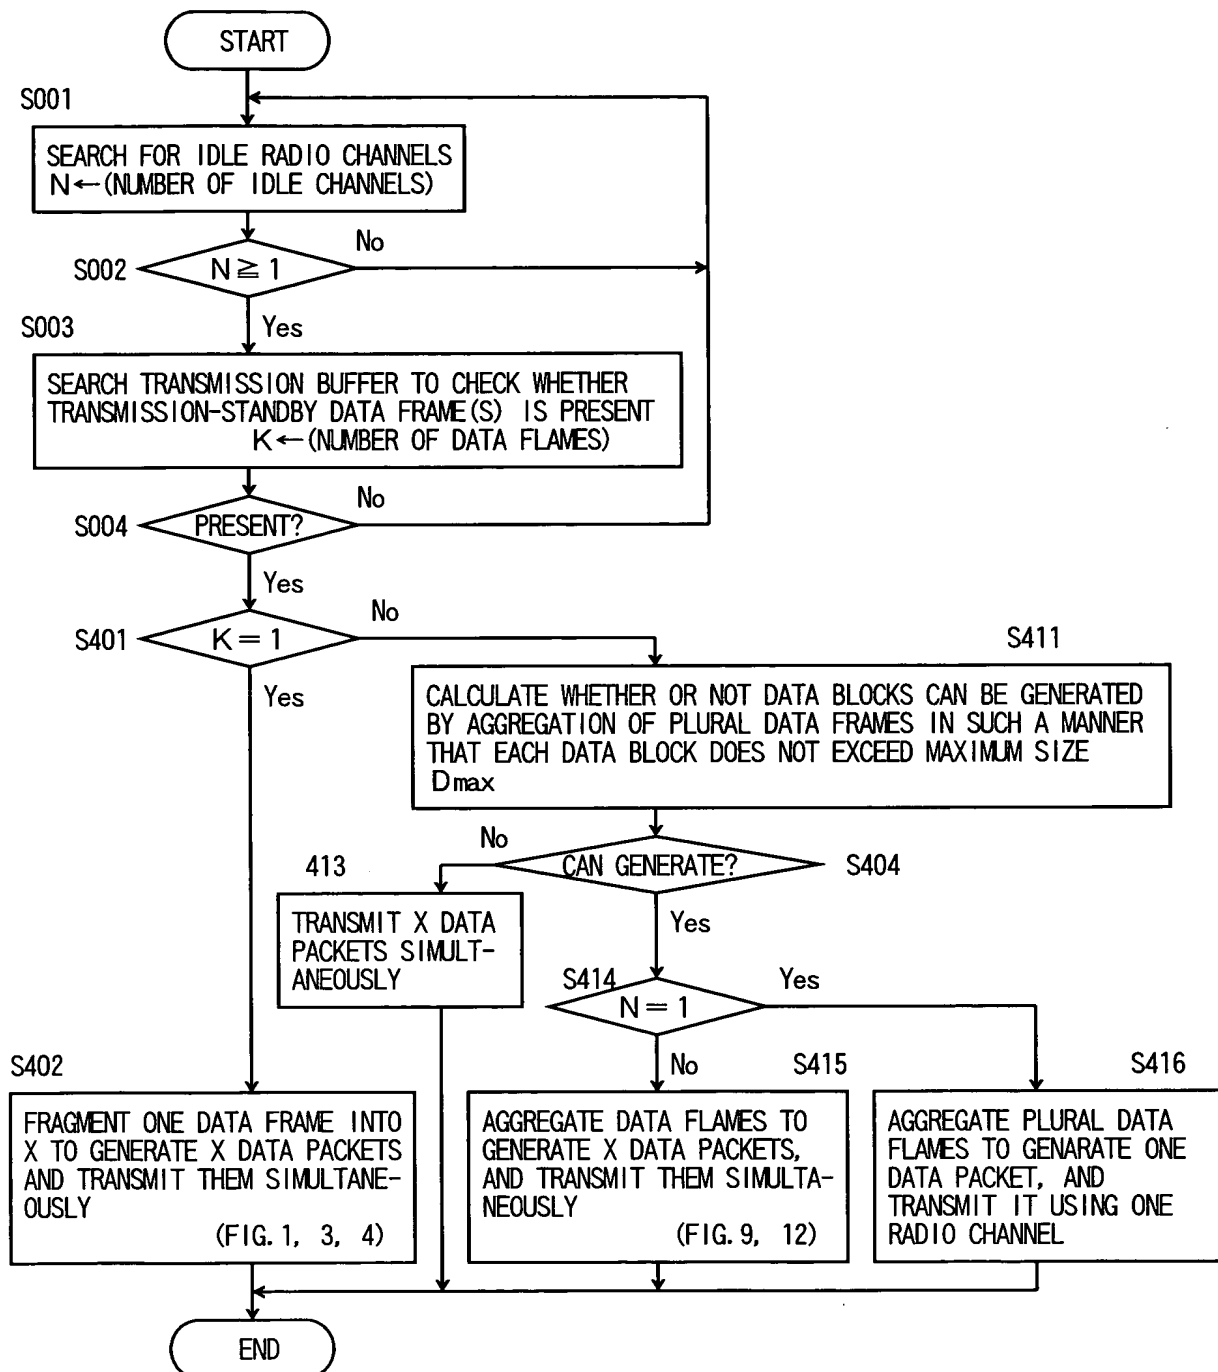 START
S001
SEARCH FOR IDLE RADIO CHANNELS
N←(NUMBER OF IDLE CHANNELS)
No
S002
N≧1
Yes
S003
SEARCH TRANSMISSION BUFFER TO CHECK WHETHER
TRANSMISSION-STANDBY DATA FRAME(S) IS PRESENT
K←(NUMBER OF DATA FLAMES)
No
S004
PRESENT?
Yes
No
S401
K=1
Yes
S411
CALCULATE WHETHER OR NOT DATA BLOCKS CAN BE GENERATED
BY AGGREGATION OF PLURAL DATA FRAMES IN SUCH A MANNER
THAT EACH DATA BLOCK DOES NOT EXCEED MAXIMUM SIZE
Dmax
No
CAN GENERATE?
S404
Yes
413
TRANSMIT X DATA
PACKETS SIMULT-
ANEOUSLY
S414
N=1
Yes
No
S402
FRAGMENT ONE DATA FRAME INTO
X TO GENERATE X DATA PACKETS
AND TRANSMIT THEM SIMULTANE-
OUSLY
(FIG. 1, 3, 4)
S415
AGGREGATE DATA FLAMES TO
GENERATE X DATA PACKETS,
AND TRANSMIT THEM SIMULTA-
NEOUSLY
(FIG. 9, 12)
S416
AGGREGATE PLURAL DATA
FLAMES TO GENARATE ONE
DATA PACKET, AND
TRANSMIT IT USING ONE
RADIO CHANNEL
END